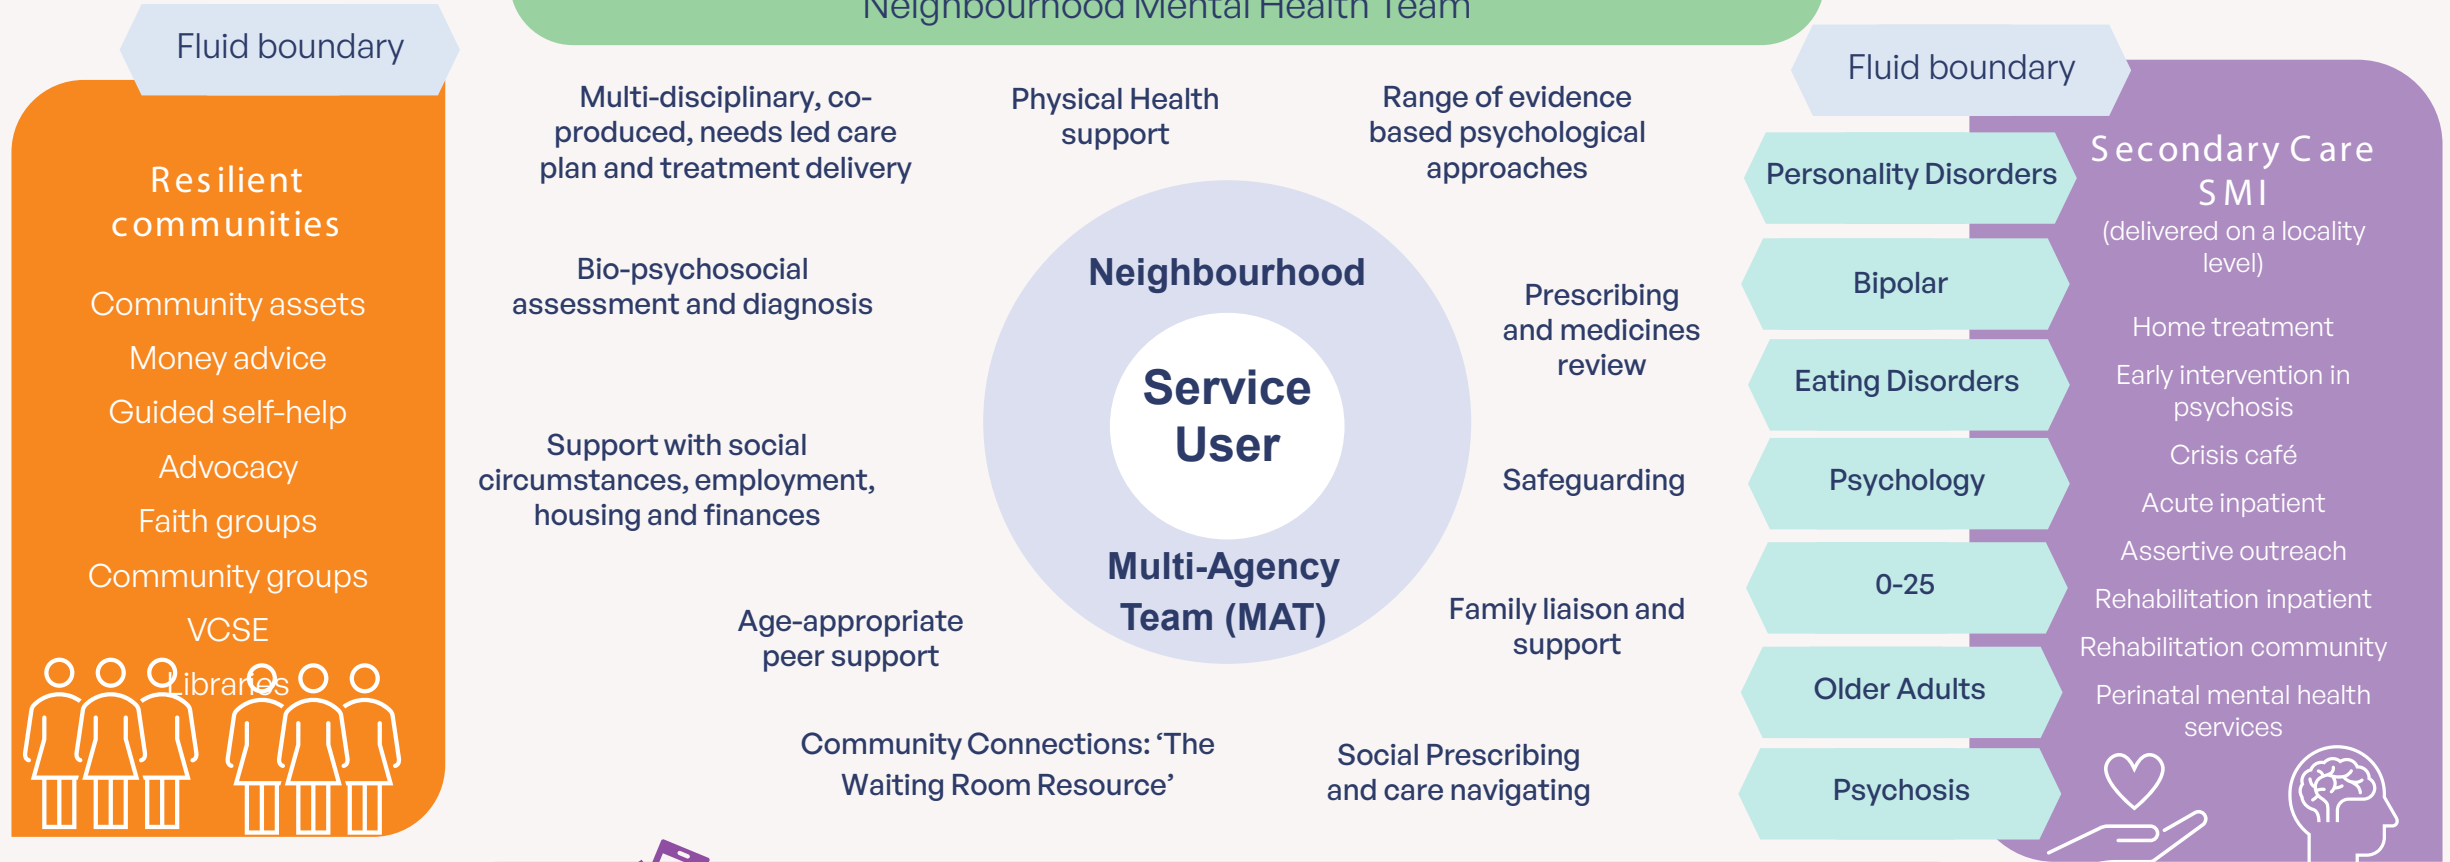 Neighbourhood Mental Health Team
Fluid boundary
Resilient
communities
Community assets
Money advice
Guided self-help
Advocacy
Faith groups
Community groups
VCSE
Libraries
Multi-disciplinary, co-
produced, needs led care
plan and treatment delivery
Physical Health
support
Range of evidence
based psychological
approaches
Bio-psychosocial
assessment and diagnosis
Prescribing
and medicines
review
Support with social
circumstances, employment,
housing and finances
Safeguarding
Age-appropriate
peer support
Family liaison and
support
Community Connections: ‘The
Waiting Room Resource’
Social Prescribing
and care navigating
Neighbourhood
Service
User
Multi-Agency
Team (MAT)
Fluid boundary
Personality Disorders
Bipolar
Eating Disorders
Psychology
0-25
Older Adults
Psychosis
Secondary Care
SMI
(delivered on a locality
level)
Home treatment
Early intervention in
psychosis
Crisis café
Acute inpatient
Assertive outreach
Rehabilitation inpatient
Rehabilitation community
Perinatal mental health
services